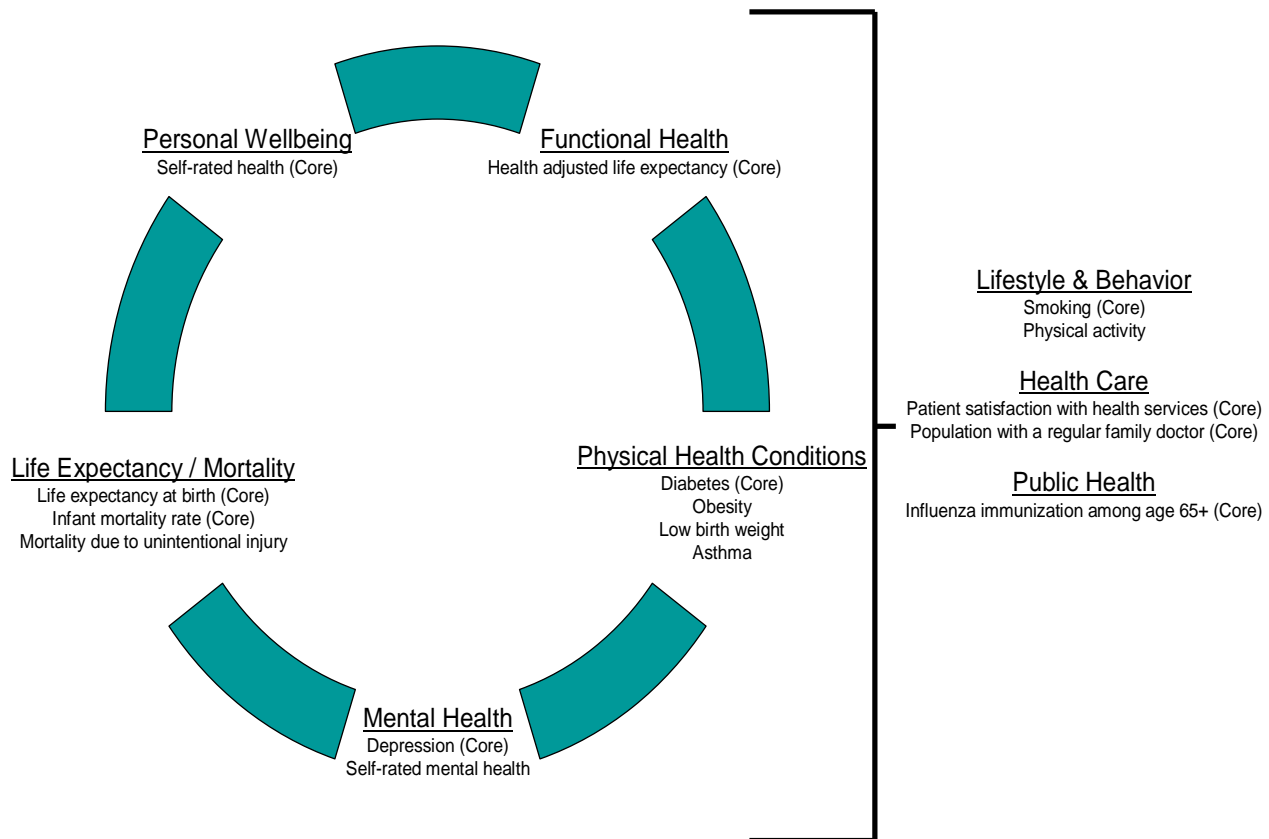 Personal Wellbeing
Self-rated health (Core)
Functional Health
Health adjusted life expectancy (Core)
Life Expectancy / Mortality
Life expectancy at birth (Core)
Infant mortality rate (Core)
Mortality due to unintentional injury
Physical Health Conditions
Diabetes (Core)
Obesity
Low birth weight
Asthma
Mental Health
Depression (Core)
Self-rated mental health
Lifestyle & Behavior
Smoking (Core)
Physical activity
Health Care
Patient satisfaction with health services (Core)
Population with a regular family doctor (Core)
Public Health
Influenza immunization among age 65+ (Core)